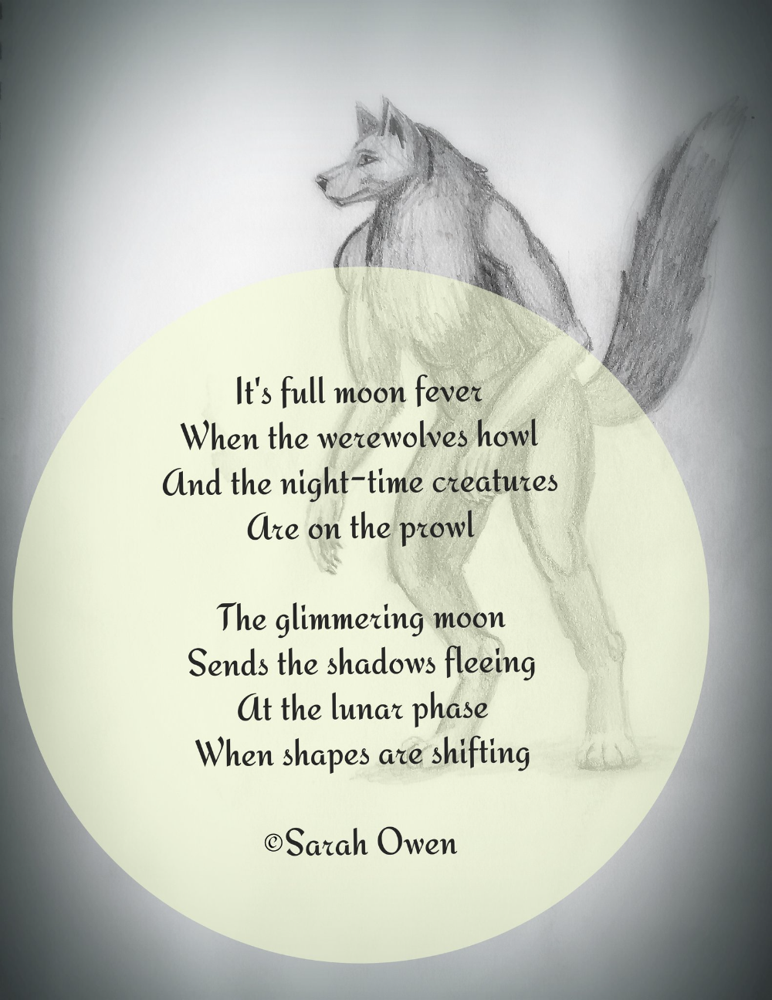 It's full moon fever
When the werewolves howl
And the night-time creatures
Are on the prowl
The glimmering moon
Sends the shadows fleeing
At the lunar phase
When shapes are shifting
©Sarah Owen